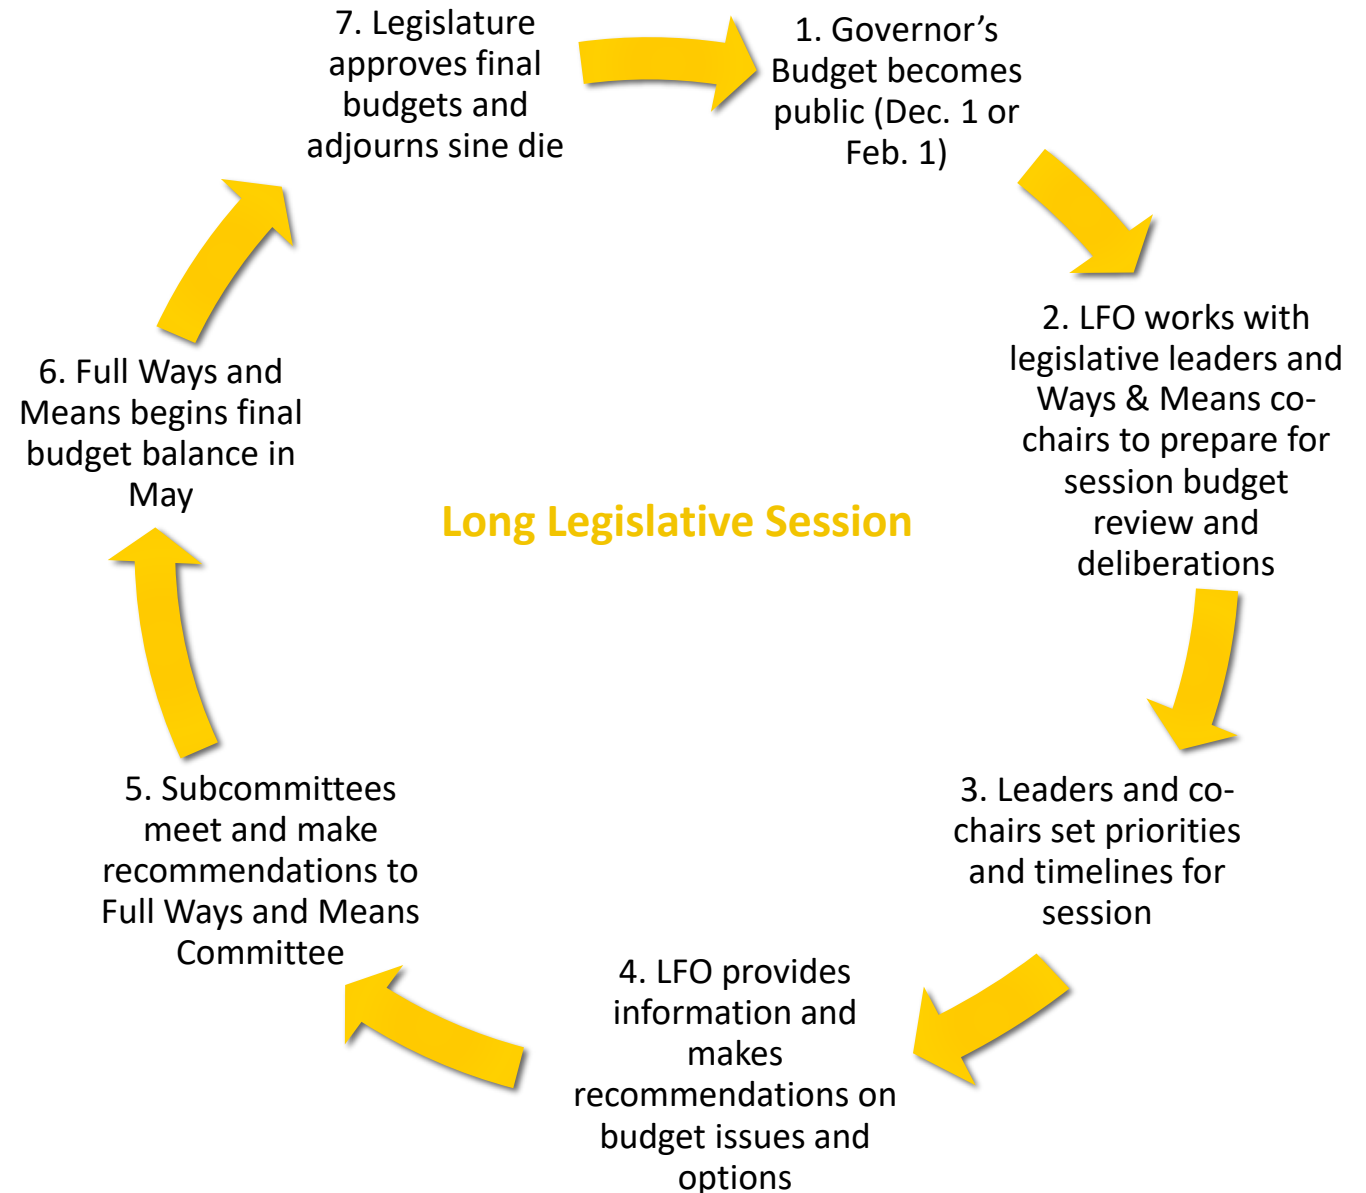 1. Governor’s
Budget becomes
public (Dec. 1 or
Feb. 1)
2. LFO works with
legislative leaders and
Ways & Means co-
chairs to prepare for
session budget
review and
deliberations
3. Leaders and co-
chairs set priorities
and timelines for
session
4. LFO provides
information and
makes
recommendations on
budget issues and
options
5. Subcommittees
meet and make
recommendations to
Full Ways and Means
Committee
6. Full Ways and
Means begins final
budget balance in
May
7. Legislature
approves final
budgets and
adjourns sine die
Long Legislative Session